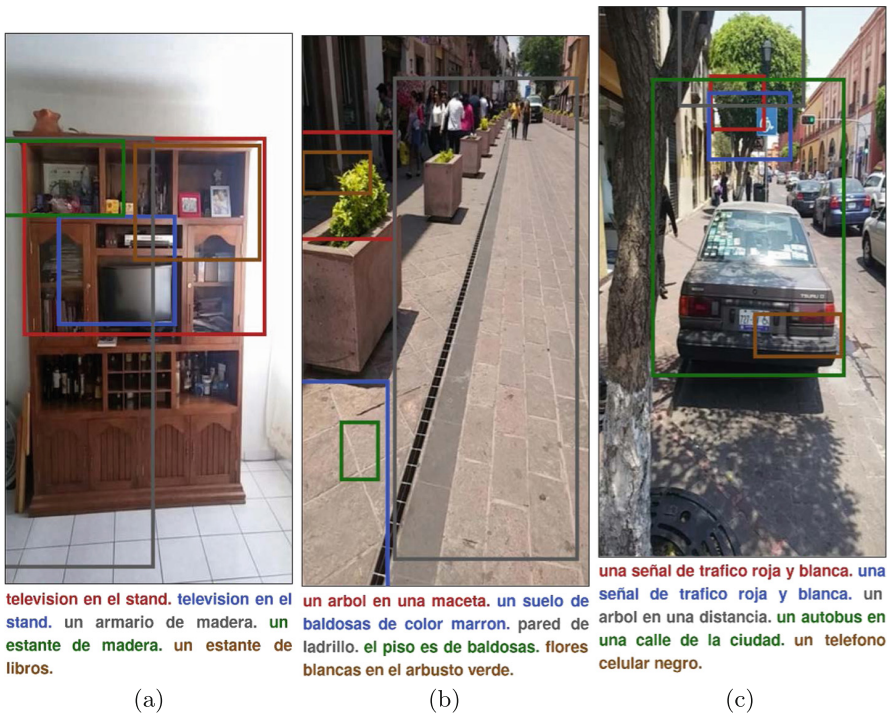 television en el stand. television en el
stand. un armario de madera. un
estante de madera. un estante de
libros.
(a)
un arbol en una maceta. un suelo de
baldosas de color marron. pared de
ladrillo. el piso es de baldosas. flores
blancas en el arbusto verde.
(b)
TSURU
una señal de trafico roja y blanca. una
señal de trafico roja y blanca. un
arbol en una distancia. un autobus en
una calle de la ciudad. un telefono
celular negro.
(c)